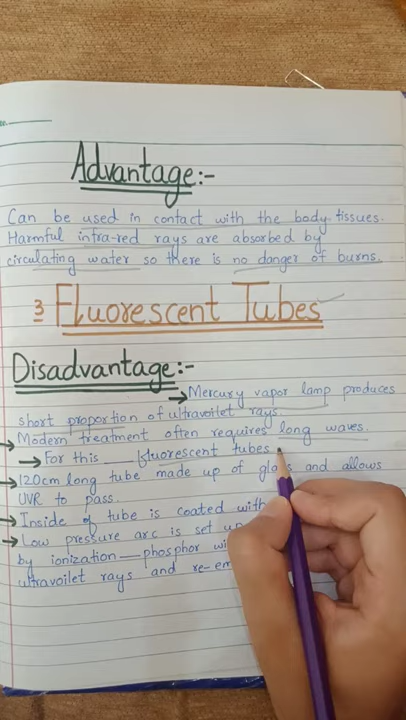 Advantage:-
Can be used in contact with the body tissues.
Harmful infra-red rays are absorbed by
circulating water so there is no danger of burns.
3 Fluorescent Tubes
Disadvantage:-
→ Mercury vapor lamp produces
short proportion of ultravoilet rays.
→ Modern treatment often requires long waves.
→ For this __ fluorescent tubes.
→ 120cm long tube made up of glass and allows
UVR to pass.
→ Inside of tube is coated with
→ Low pressure arc is set up
by ionization — phosphor
ultravoilet rays and